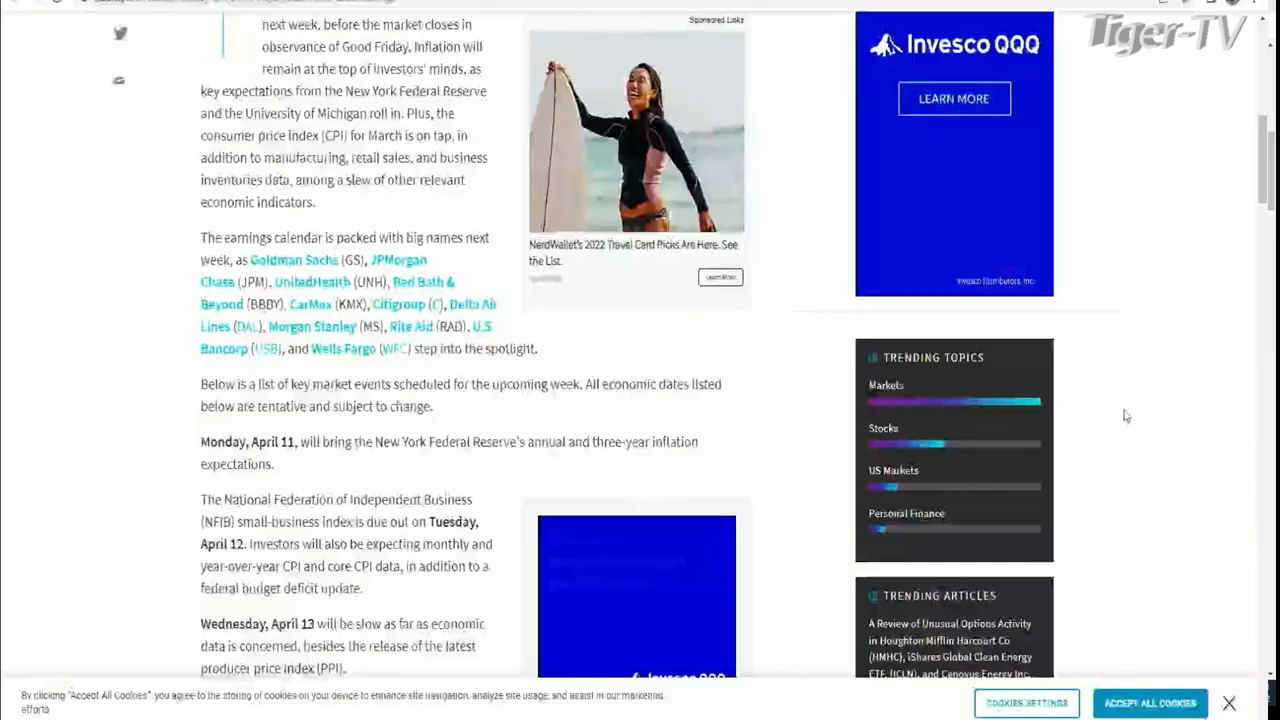 Tiger-TV
next week, before the market closes in
observance of Good Friday. Inflation will
remain at the top of investors' minds, as
key expectations from the New York Federal Reserve
and the University of Michigan roll in. Plus, the
consumer price index (CPI) for March is on tap, in
addition to manufacturing, retail sales, and business
inventories data, among a slew of other relevant
economic indicators.
The earnings calendar is packed with big names next
week, as Goldman Sachs (GS), JPMorgan
Chase (JPM), UnitedHealth (UNH), Bed Bath &
Beyond (BBBY), CarMax (KMX), Citigroup (C), Delta Air
Lines (DAL), Morgan Stanley (MS), Rite Aid (RAD), U.S
Bancorp (USB), and Wells Fargo (WFC) step into the spotlight.
Below is a list of key market events scheduled for the upcoming week. All economic dates listed
below are tentative and subject to change.
Monday, April 11, will bring the New York Federal Reserve's annual and three-year inflation
expectations.
The National Federation of Independent Business
(NFIB) small-business index is due out on Tuesday,
April 12. Investors will also be expecting monthly and
year-over-year CPI and core CPI data, in addition to a
federal budget deficit update.
Wednesday, April 13 will be slow as far as economic
data is concerned, besides the release of the latest
producer price index (PPI).
Sponsored Links
NerdWallet's 2022 Travel Card Picks Are Here. See
the List.
Learn More
Invesco QQQ
Invesco QQQ
LEARN MORE
Invesco Distributors, Inc.
TRENDING TOPICS
Markets
Stocks
US Markets
Personal Finance
TRENDING ARTICLES
A Review of Unusual Options Activity
in Houghton Mifflin Harcourt Co
(HMHC), iShares Global Clean Energy
ETF, (ICLN), and Cenovus Energy Inc.
By clicking "Accept All Cookies" you agree to the storing of cookies on your device to enhance site navigation, analyze site usage, and assist in our marketing
efforts
COOKIES SETTINGS
ACCEPT ALL COOKIES